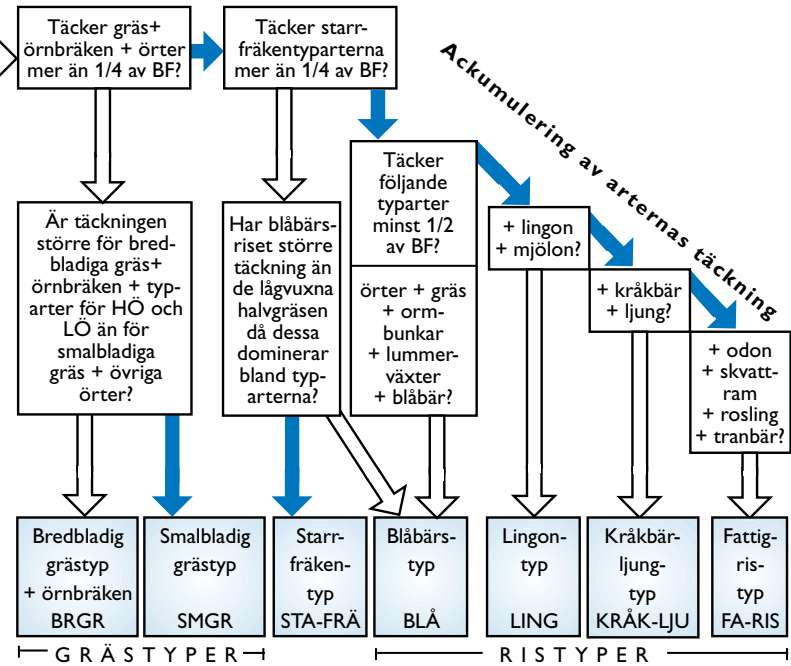 Täcker gräs+
örnbräken + örter
mer än 1/4 av BF?
Täcker starr-
fräkentyparterna
mer än 1/4 av BF?
Ackumulering av arternas täckning
Täcker
följande
typarter
minst 1/2
av BF?
örter + gräs
+ orm-
bunkar
+ lummer-
växter
+ blåbär?
+ lingon
+ mjölon?
+ kråkbär
+ ljung?
+ odon
+ skvatt-
ram
+ rosling
+ tranbär?
Är täckningen
större för bred-
bladiga gräs+
örnbräken + typ-
arter för HÖ och
LÖ än för
smalbladiga
gräs + övriga
örter?
Har blåbärs-
riset större
täckning än
de lågvuxna
halvgräsen
då dessa
dominerar
bland typ-
arterna?
Bredbladig
grästyp
+ örnbräken
BRGR
Smalbladig
grästyp
SMGR
Starr-
fräken-
typ
STA-FRÄ
Blåbärs-
typ
BLÅ
Lingon-
typ
LING
Kråkbär-
ljung-
typ
KRÅK-LJU
Fattig-
ris-
typ
FA-RIS
GRÄSTYPER
RISTYPER